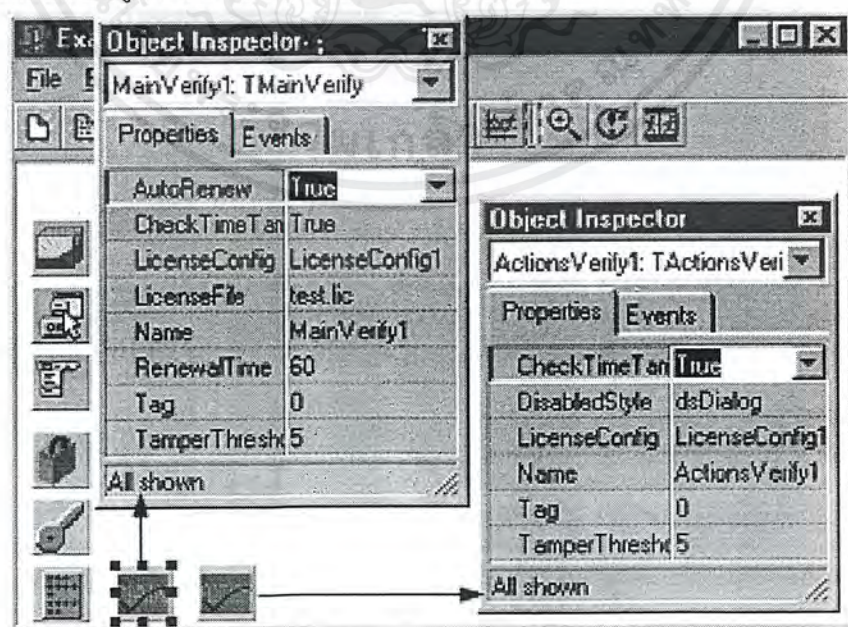 Exa
File E
Object Inspector
MainVerify1: TMainVerify
Properties Events
AutoRenew True
CheckTimeTan True
LicenseConfig LicenseConfig1
LicenseFile test.lic
Name MainVerify1
RenewalTime 60
Tag 0
TamperThresh 5
All shown
Object Inspector
ActionsVerify1: TActionsVeri
Properties Events
CheckTimeTan True
DisabledStyle dsDialog
LicenseConfig LicenseConfig1
Name ActionsVerify1
Tag 0
TamperThresh 5
All shown